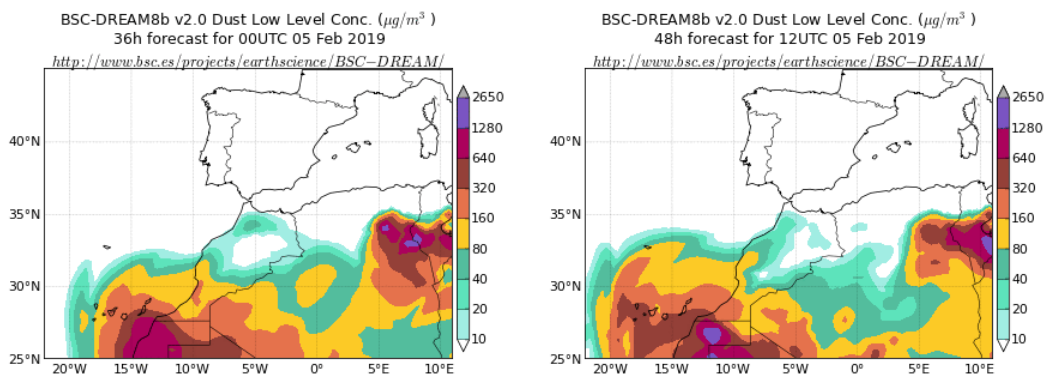 BSC-DREAM8b v2.0 Dust Low Level Conc. (μg/m³ )
36h forecast for 00UTC 05 Feb 2019
http://www.bsc.es/projects/earthscience/BSC−DREAM/
2650
1280
640
320
160
80
40
20
10
40°N
35°N
30°N
25°N
20°W 15°W 10°W 5°W 0° 5°E 10°E
BSC-DREAM8b v2.0 Dust Low Level Conc. (μg/m³ )
48h forecast for 12UTC 05 Feb 2019
http://www.bsc.es/projects/earthscience/BSC−DREAM/
2650
1280
640
320
160
80
40
20
10
40°N
35°N
30°N
25°N
20°W 15°W 10°W 5°W 0° 5°E 10°E